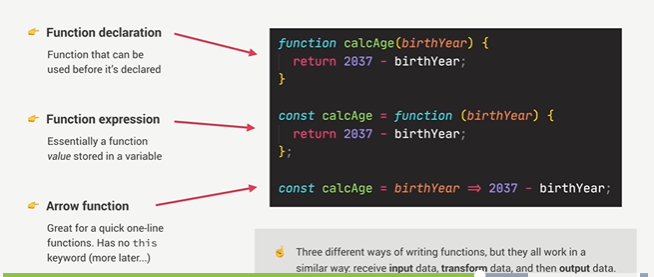 Function declaration
Function that can be
used before it's declared
function calcAge(birthYear) {
return 2037 - birthYear;
}
Function expression
Essentially a function
value stored in a variable
const calcAge = function (birthYear) {
return 2037 - birthYear;
};
Arrow function
Great for a quick one-line
functions. Has no this
keyword (more later...)
const calcAge = birthYear => 2037 - birthYear;
Three different ways of writing functions, but they all work in a
similar way: receive input data, transform data, and then output data.